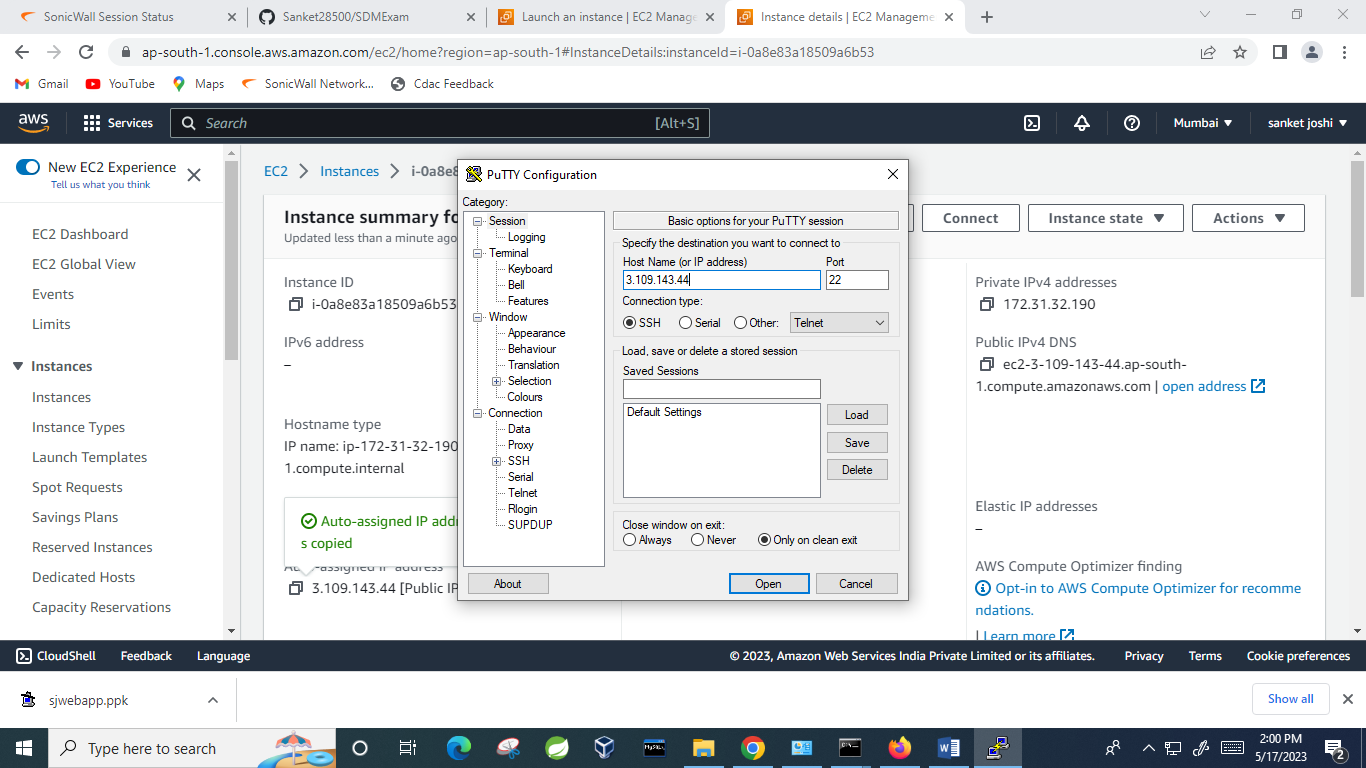 SonicWall Session Status
Sanket28500/SDMExam
Launch an instance | EC2 Manage
Instance details | EC2 Manageme
ap-south-1.console.aws.amazon.com/ec2/home?region=ap-south-1#InstanceDetails:instanceId=i-0a8e83a18509a6b53
Gmail
YouTube
Maps
SonicWall Network...
Cdac Feedback
aws
Services
Search
[Alt+S]
Mumbai
sanket joshi
New EC2 Experience
Tell us what you think
EC2 Dashboard
EC2 Global View
Events
Limits
Instances
Instances
Instance Types
Launch Templates
Spot Requests
Savings Plans
Reserved Instances
Dedicated Hosts
Capacity Reservations
EC2
Instances
i-0a8e8
Instance summary fo
Updated less than a minute ago
Connect
Instance state
Actions
Instance ID
i-0a8e83a18509a6b53
IPv6 address
–
Hostname type
IP name: ip-172-31-32-190
1.compute.internal
Auto-assigned IP addr
s copied
Auto-assigned IP address
3.109.143.44 [Public IP
PuTTY Configuration
Category:
Session
Logging
Terminal
Keyboard
Bell
Features
Window
Appearance
Behaviour
Translation
Selection
Colours
Connection
Data
Proxy
SSH
Serial
Telnet
Rlogin
SUPDUP
Basic options for your PuTTY session
Specify the destination you want to connect to
Host Name (or IP address)
Port
3.109.143.44
22
Connection type:
SSH
Serial
Other:
Telnet
Load, save or delete a stored session
Saved Sessions
Default Settings
Load
Save
Delete
Close window on exit:
Always
Never
Only on clean exit
About
Open
Cancel
Private IPv4 addresses
172.31.32.190
Public IPv4 DNS
ec2-3-109-143-44.ap-south-
1.compute.amazonaws.com | open address
Elastic IP addresses
–
AWS Compute Optimizer finding
Opt-in to AWS Compute Optimizer for recomme
ndations.
| Learn more
CloudShell
Feedback
Language
© 2023, Amazon Web Services India Private Limited or its affiliates.
Privacy
Terms
Cookie preferences
sjwebapp.ppk
Show all
Type here to search
MySQL
2:00 PM
5/17/2023
2